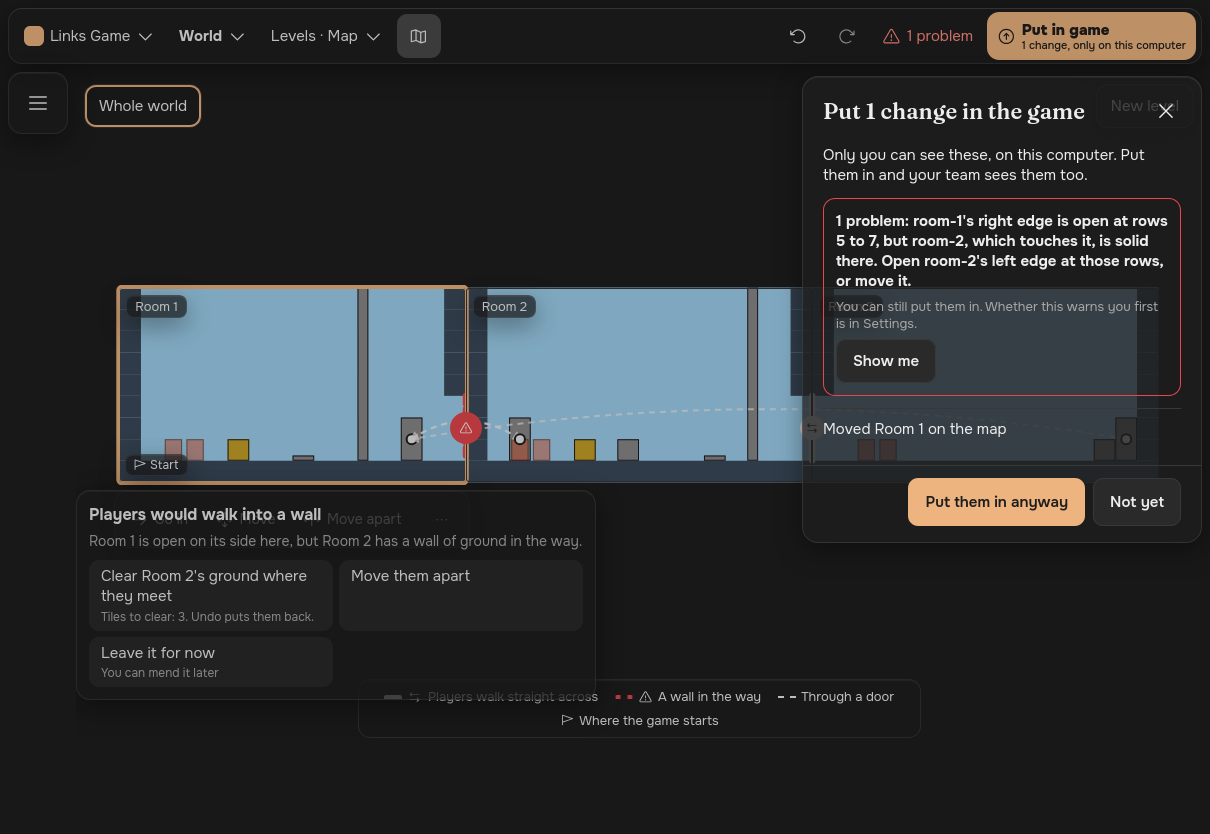 Links Game
World
Levels · Map
1 problem
Put in game
1 change, only on this computer
Whole world
New level
Put 1 change in the game
Only you can see these, on this computer. Put
them in and your team sees them too.
1 problem: room-1's right edge is open at rows
5 to 7, but room-2, which touches it, is solid
there. Open room-2's left edge at those rows,
or move it.
You can still put them in. Whether this warns you first
is in Settings.
Show me
Moved Room 1 on the map
Put them in anyway
Not yet
Room 1
Room 2
Start
Move apart
Players would walk into a wall
Room 1 is open on its side here, but Room 2 has a wall of ground in the way.
Clear Room 2's ground where
they meet
Tiles to clear: 3. Undo puts them back.
Move them apart
Leave it for now
You can mend it later
Players walk straight across
A wall in the way
Through a door
Where the game starts